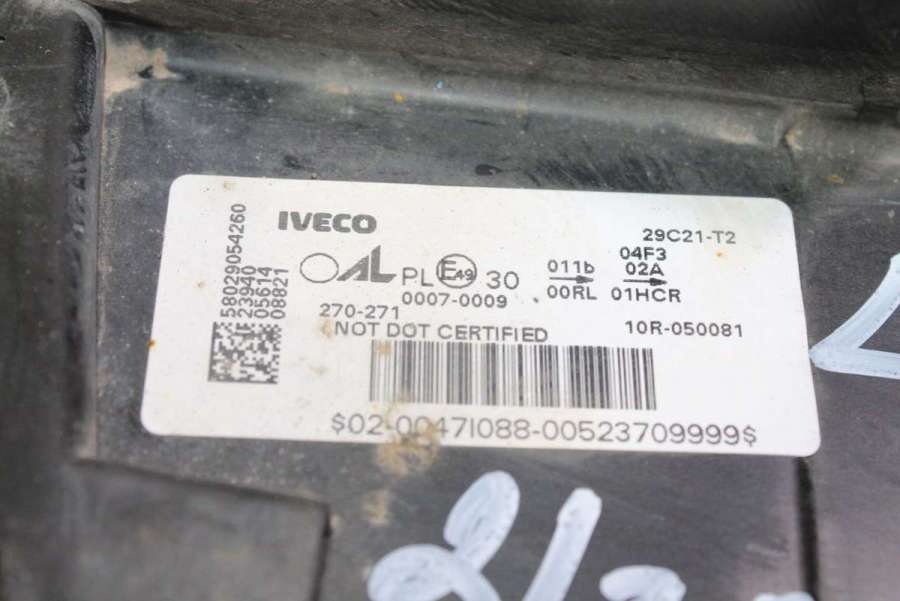 IVECO
29C21-T2
AL PL E49 30
0007-0009
011b
00RL
04F3
02A
01HCR
270-271
NOT DOT CERTIFIED
10R-050081
58029054260
23940
05614
08821
$02-0047I088-00523709999$